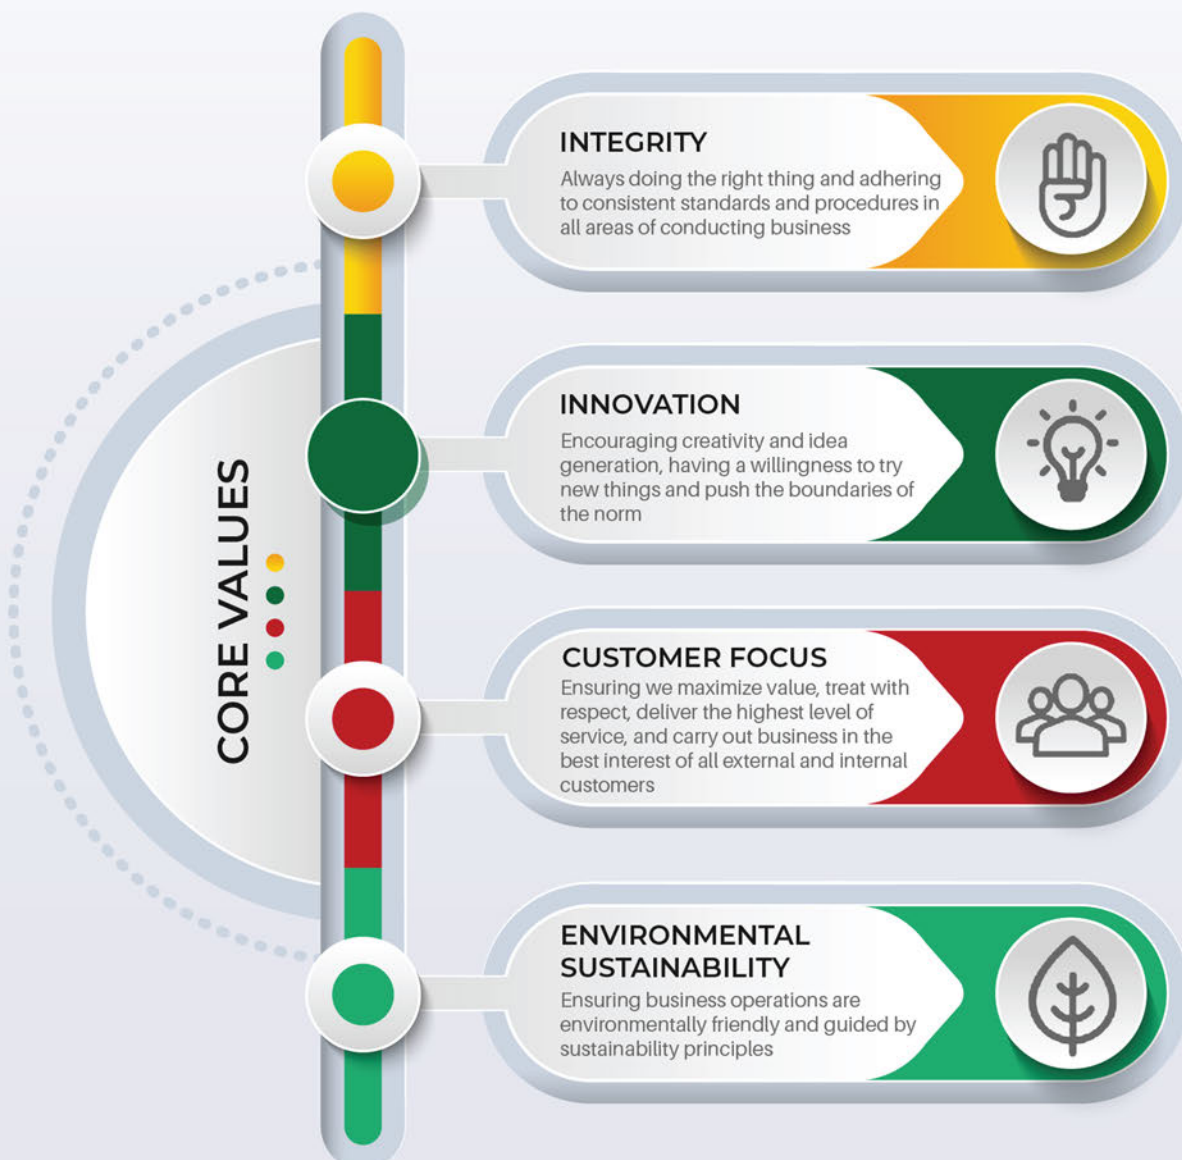 CORE VALUES
INTEGRITY
Always doing the right thing and adhering
to consistent standards and procedures in
all areas of conducting business
INNOVATION
Encouraging creativity and idea
generation, having a willingness to try
new things and push the boundaries of
the norm
CUSTOMER FOCUS
Ensuring we maximize value, treat with
respect, deliver the highest level of
service, and carry out business in the
best interest of all external and internal
customers
ENVIRONMENTAL
SUSTAINABILITY
Ensuring business operations are
environmentally friendly and guided by
sustainability principles